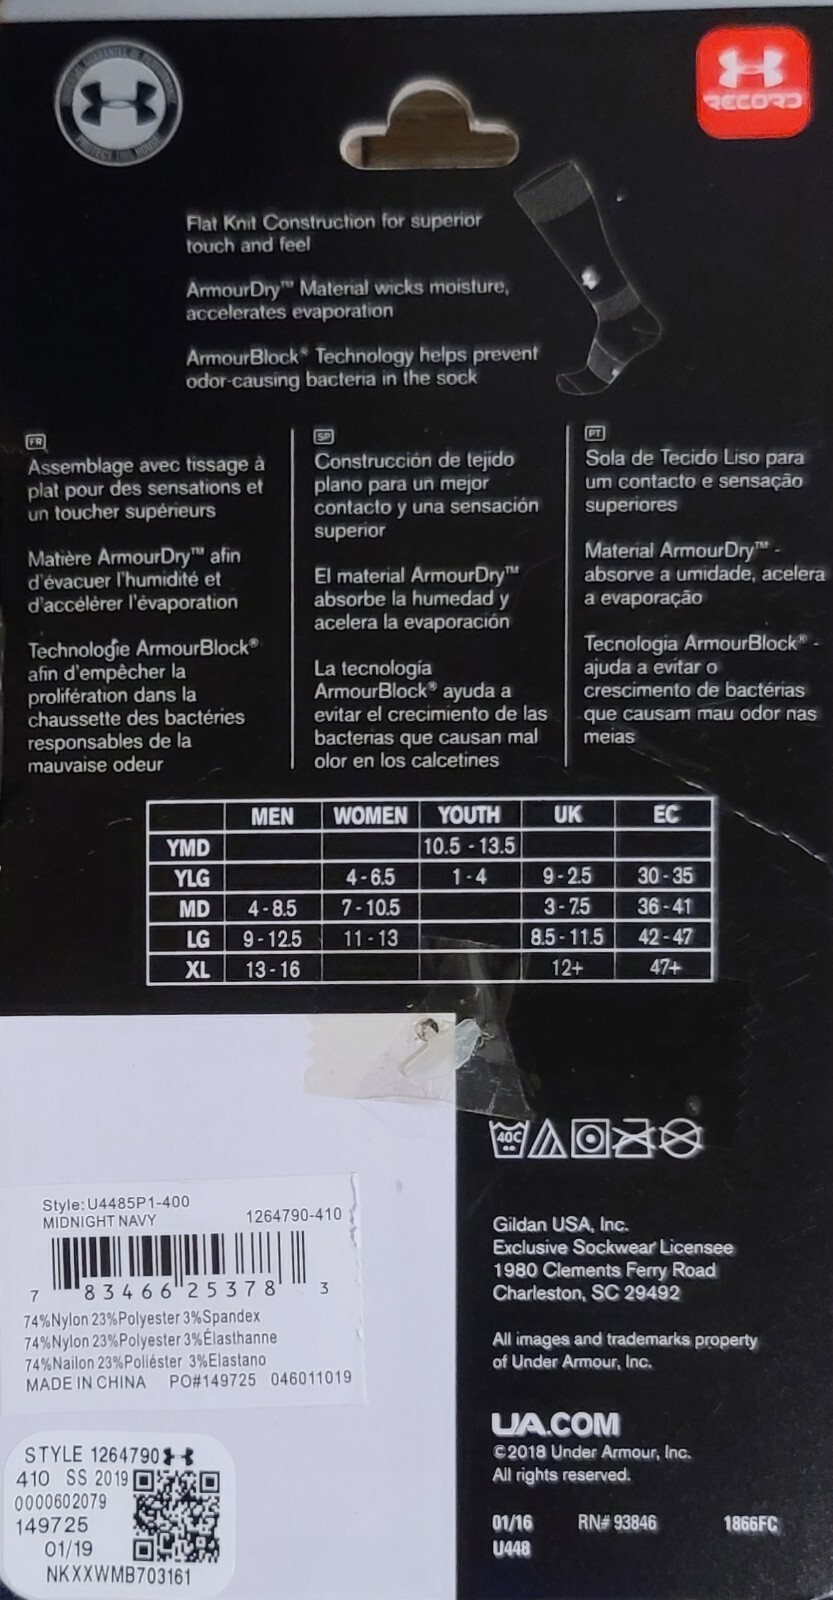 PROTECT THIS HOUSE
RECORD
Flat Knit Construction for superior
touch and feel
ArmourDry™ Material wicks moisture,
accelerates evaporation
ArmourBlock® Technology helps prevent
odor-causing bacteria in the sock
FR
Assemblage avec tissage à
plat pour des sensations et
un toucher supérieurs
Matière ArmourDry™ afin
d'évacuer l'humidité et
d'accélérer l'évaporation
Technologie ArmourBlock®
afin d'empêcher la
prolifération dans la
chaussette des bactéries
responsables de la
mauvaise odeur
SP
Construcción de tejido
plano para un mejor
contacto y una sensación
superior
El material ArmourDry™
absorbe la humedad y
acelera la evaporación
La tecnología
ArmourBlock® ayuda a
evitar el crecimiento de las
bacterias que causan mal
olor en los calcetines
PT
Sola de Tecido Liso para
um contacto e sensação
superiores
Material ArmourDry™ -
absorve a umidade, acelera
a evaporação
Tecnologia ArmourBlock® -
ajuda a evitar o
crescimento de bactérias
que causam mau odor nas
meias
MEN WOMEN YOUTH UK EC
YMD 10.5 - 13.5
YLG 4 - 6.5 1 - 4 9 - 2.5 30 - 35
MD 4 - 8.5 7 - 10.5 3 - 7.5 36 - 41
LG 9 - 12.5 11 - 13 8.5 - 11.5 42 - 47
XL 13 - 16 12+ 47+
40C
Style:U4485P1-400
MIDNIGHT NAVY 1264790-410
7 83466 25378 3
74%Nylon 23%Polyester 3%Spandex
74%Nylon 23%Polyester 3%Élasthanne
74%Nailon 23%Poliéster 3%Elastano
MADE IN CHINA PO#149725 046011019
STYLE 1264790
410 SS 2019
0000602079
149725
01/19
NKXXWMB703161
Gildan USA, Inc.
Exclusive Sockwear Licensee
1980 Clements Ferry Road
Charleston, SC 29492
All images and trademarks property
of Under Armour, Inc.
UA.COM
©2018 Under Armour, Inc.
All rights reserved.
01/16 RN# 93846 1866FC
U448